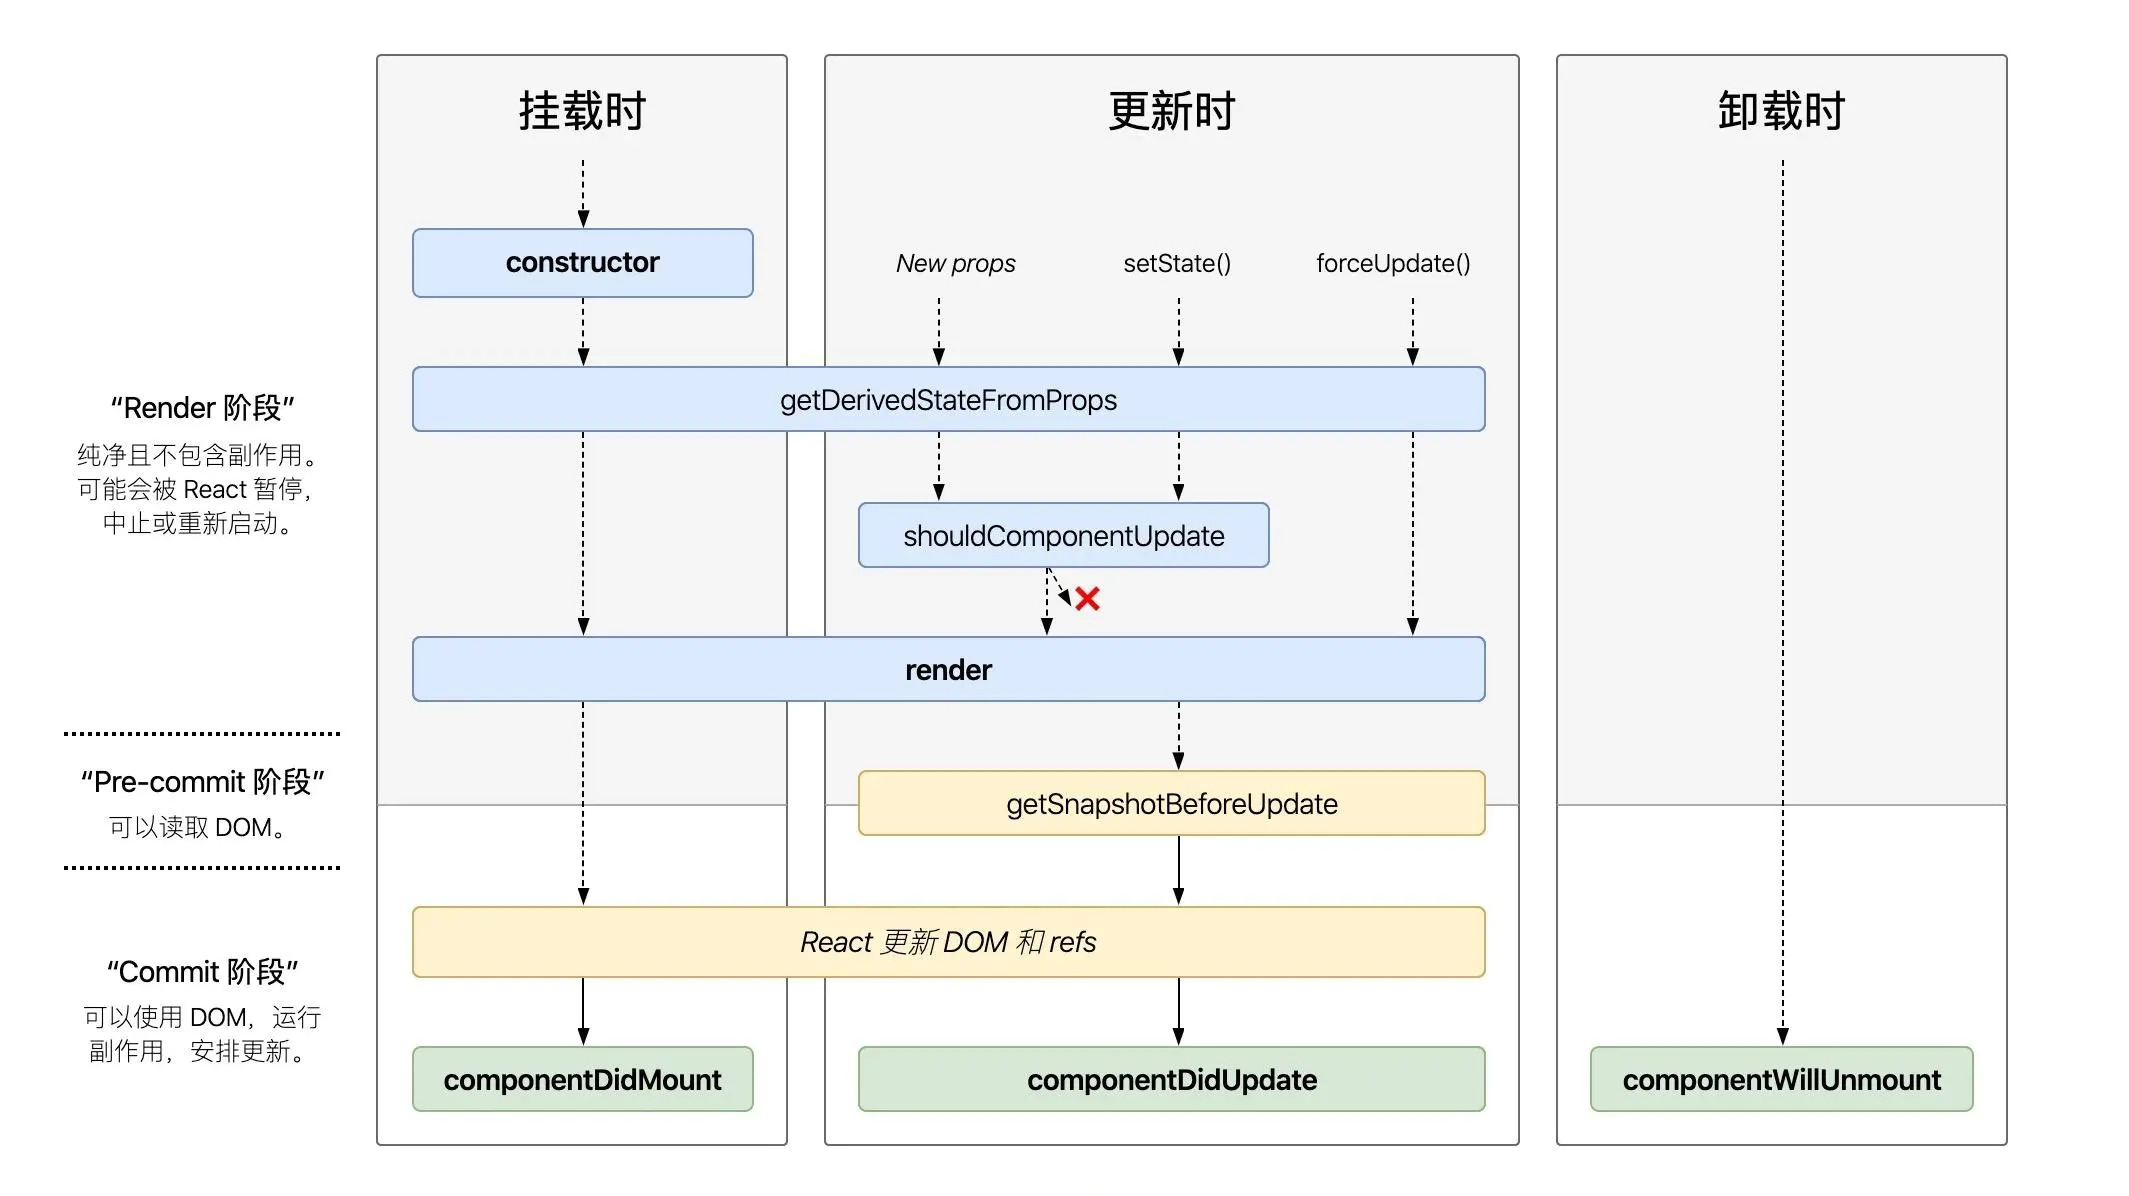 挂载时
更新时
卸载时
constructor
New props
setState()
forceUpdate()
getDerivedStateFromProps
“Render 阶段”
纯净且不包含副作用。
可能会被 React 暂停，
中止或重新启动。
shouldComponentUpdate
render
“Pre-commit 阶段”
可以读取 DOM。
getSnapshotBeforeUpdate
React 更新 DOM 和 refs
“Commit 阶段”
可以使用 DOM，运行
副作用，安排更新。
componentDidMount
componentDidUpdate
componentWillUnmount